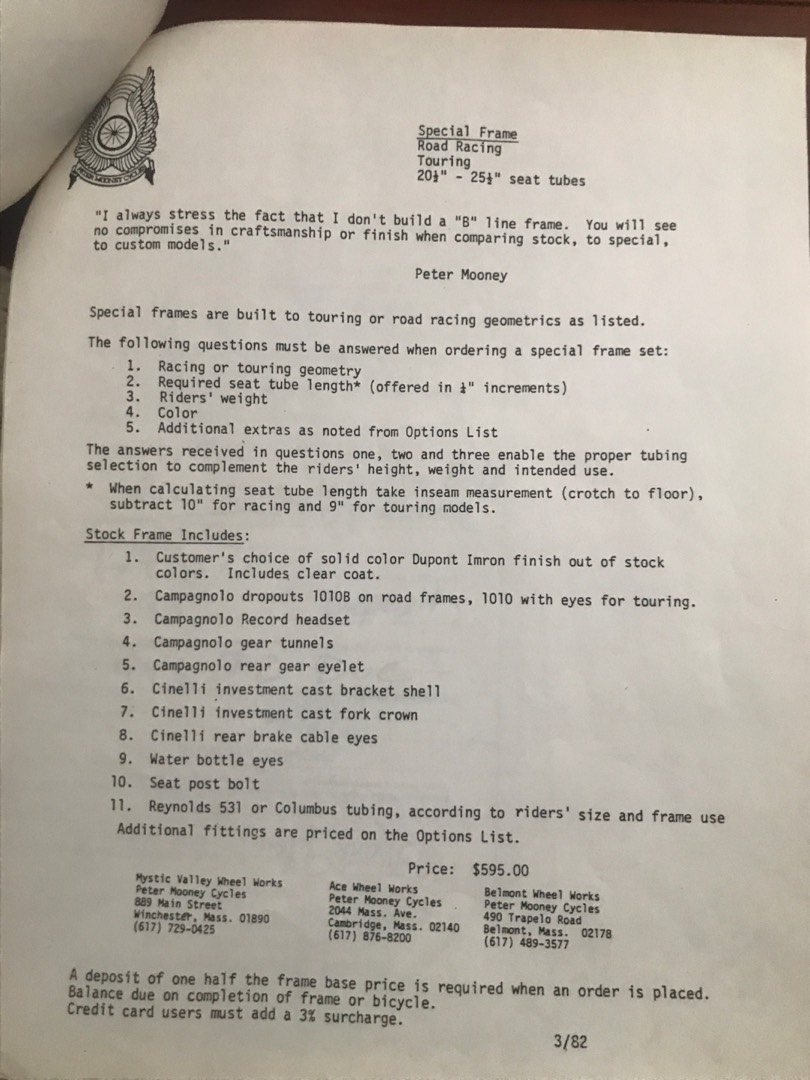 PETER MOONEY CYCLES
Special Frame
Road Racing
Touring
20½" - 25½" seat tubes
"I always stress the fact that I don't build a "B" line frame. You will see
no compromises in craftsmanship or finish when comparing stock, to special,
to custom models."
Peter Mooney
Special frames are built to touring or road racing geometrics as listed.
The following questions must be answered when ordering a special frame set:
1. Racing or touring geometry
2. Required seat tube length* (offered in ½" increments)
3. Riders' weight
4. Color
5. Additional extras as noted from Options List
The answers received in questions one, two and three enable the proper tubing
selection to complement the riders' height, weight and intended use.
* When calculating seat tube length take inseam measurement (crotch to floor),
subtract 10" for racing and 9" for touring models.
Stock Frame Includes:
1. Customer's choice of solid color Dupont Imron finish out of stock
colors. Includes clear coat.
2. Campagnolo dropouts 1010B on road frames, 1010 with eyes for touring.
3. Campagnolo Record headset
4. Campagnolo gear tunnels
5. Campagnolo rear gear eyelet
6. Cinelli investment cast bracket shell
7. Cinelli investment cast fork crown
8. Cinelli rear brake cable eyes
9. Water bottle eyes
10. Seat post bolt
11. Reynolds 531 or Columbus tubing, according to riders' size and frame use
Additional fittings are priced on the Options List.
Price: $595.00
Mystic Valley Wheel Works
Peter Mooney Cycles
889 Main Street
Winchester, Mass. 01890
(617) 729-0425
Ace Wheel Works
Peter Mooney Cycles
2044 Mass. Ave.
Cambridge, Mass. 02140
(617) 876-8200
Belmont Wheel Works
Peter Mooney Cycles
490 Trapelo Road
Belmont, Mass. 02178
(617) 489-3577
A deposit of one half the frame base price is required when an order is placed.
Balance due on completion of frame or bicycle.
Credit card users must add a 3% surcharge.
3/82